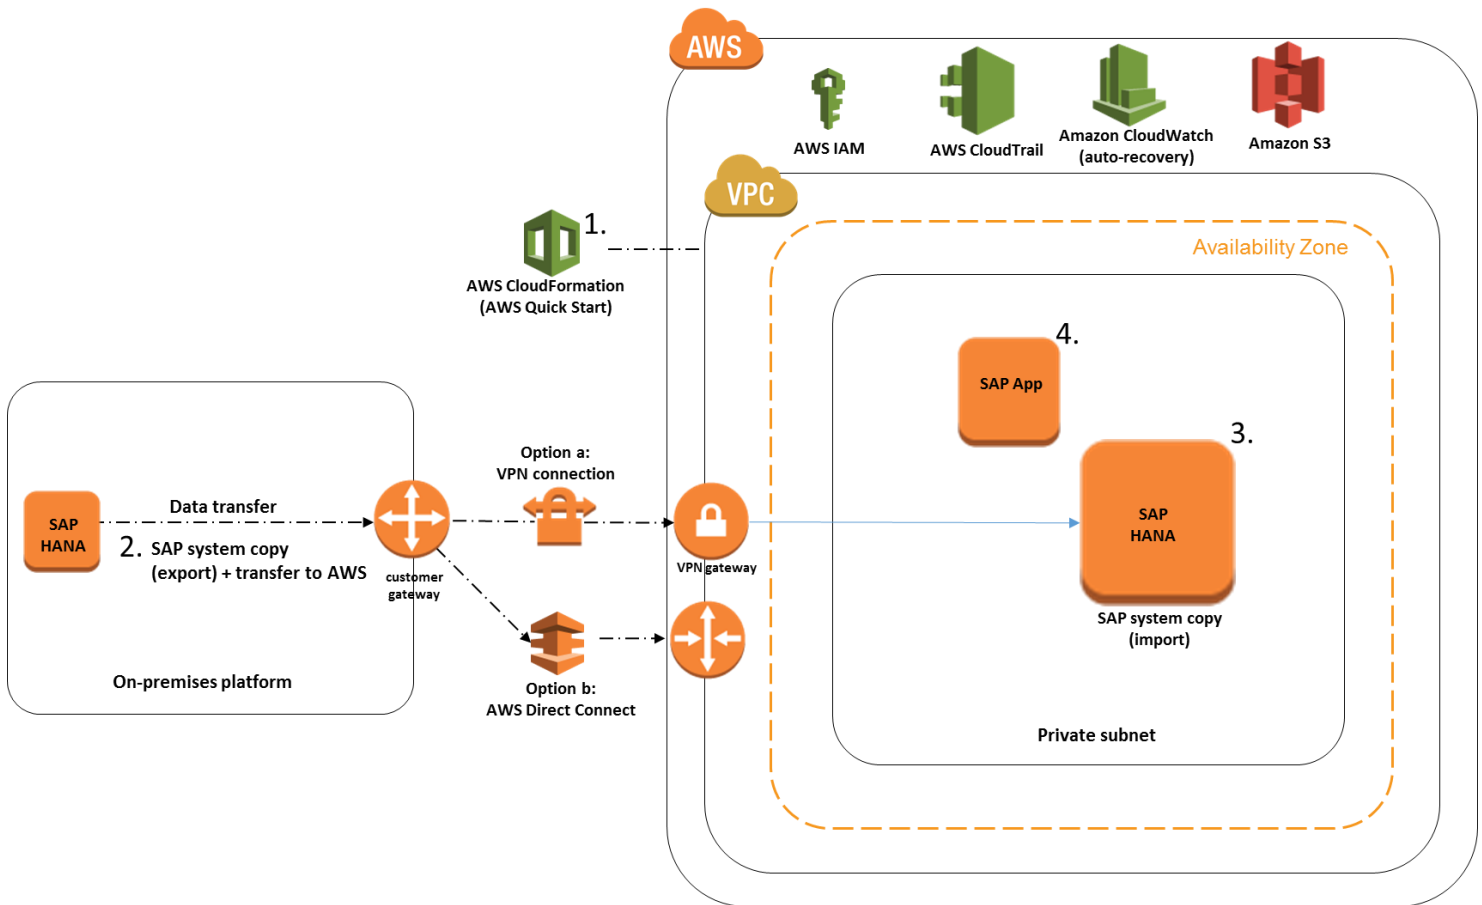 AWS
AWS IAM
AWS CloudTrail
Amazon CloudWatch
(auto-recovery)
Amazon S3
VPC
1.
AWS CloudFormation
(AWS Quick Start)
Availability Zone
4.
SAP App
3.
SAP
HANA
SAP system copy
(import)
Private subnet
Option a:
VPN connection
SAP
HANA
Data transfer
2. SAP system copy
(export) + transfer to AWS
customer
gateway
VPN gateway
Option b:
AWS Direct Connect
On-premises platform